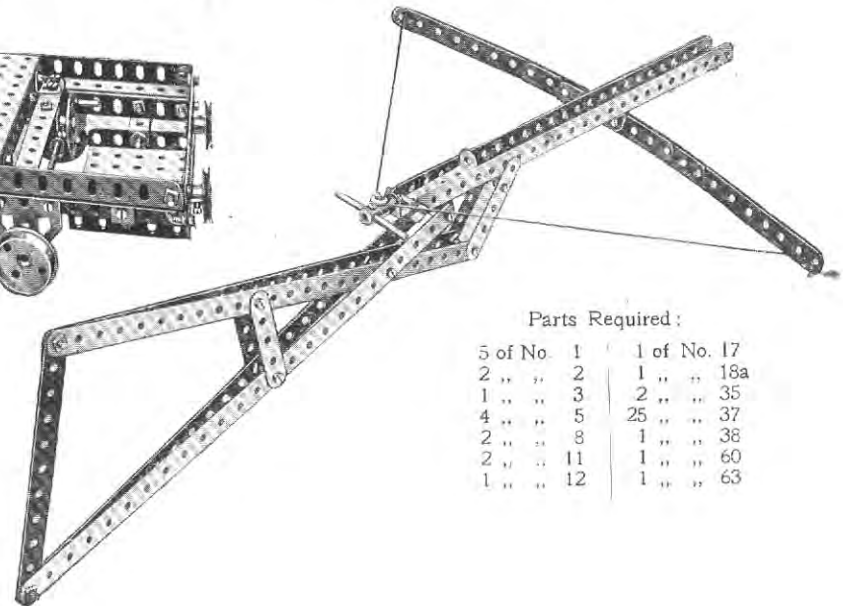 Parts Required :
5 of No. 1 1 of No. 17
2 „ „ 2 1 „ „ 18a
1 „ „ 3 2 „ „ 35
4 „ „ 5 25 „ „ 37
2 „ „ 8 1 „ „ 38
2 „ „ 11 1 „ „ 60
1 „ „ 12 1 „ „ 63